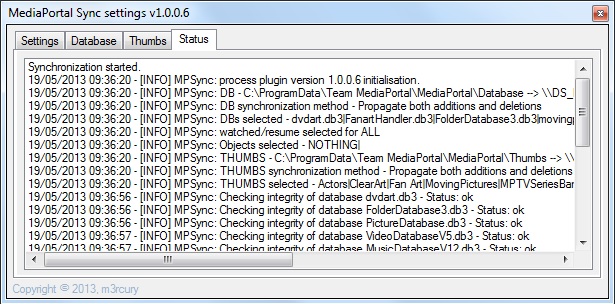 MediaPortal Sync settings v1.0.0.6
Settings Database Thumbs Status
Synchronization started.
19/05/2013 09:36:20 - [INFO] MPSync: process plugin version 1.0.0.6 initialisation.
19/05/2013 09:36:20 - [INFO] MPSync: DB - C:\ProgramData\Team MediaPortal\MediaPortal\Database --> \\DS_
19/05/2013 09:36:20 - [INFO] MPSync: DB synchronization method - Propagate both additions and deletions
19/05/2013 09:36:20 - [INFO] MPSync: DBs selected - dvdart.db3|FanartHandler.db3|FolderDatabase3.db3|moving
19/05/2013 09:36:20 - [INFO] MPSync: watched/resume selected for ALL
19/05/2013 09:36:20 - [INFO] MPSync: Objects selected - NOTHING|
19/05/2013 09:36:20 - [INFO] MPSync: THUMBS - C:\ProgramData\Team MediaPortal\MediaPortal\Thumbs --> \\
19/05/2013 09:36:20 - [INFO] MPSync: THUMBS synchronization method - Propagate both additions and deletions
19/05/2013 09:36:20 - [INFO] MPSync: THUMBS selected - Actors|ClearArt|Fan Art|MovingPictures|MPTVSeriesBan
19/05/2013 09:36:56 - [INFO] MPSync: Checking integrity of database dvdart.db3 - Status: ok
19/05/2013 09:36:56 - [INFO] MPSync: Checking integrity of database FolderDatabase3.db3 - Status: ok
19/05/2013 09:36:56 - [INFO] MPSync: Checking integrity of database PictureDatabase.db3 - Status: ok
19/05/2013 09:36:57 - [INFO] MPSync: Checking integrity of database VideoDatabaseV5.db3 - Status: ok
19/05/2013 09:36:57 - [INFO] MPSync: Checking integrity of database MusicDatabaseV12.db3 - Status: ok
Copyright © 2013, m3rcury